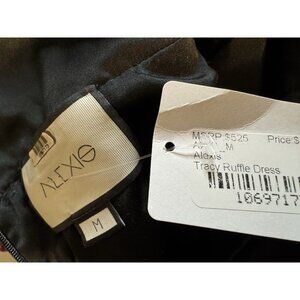 ALEXIS
M
MSRP $525 Price:$
M
Alexis
Tracy Ruffle Dress
1069717